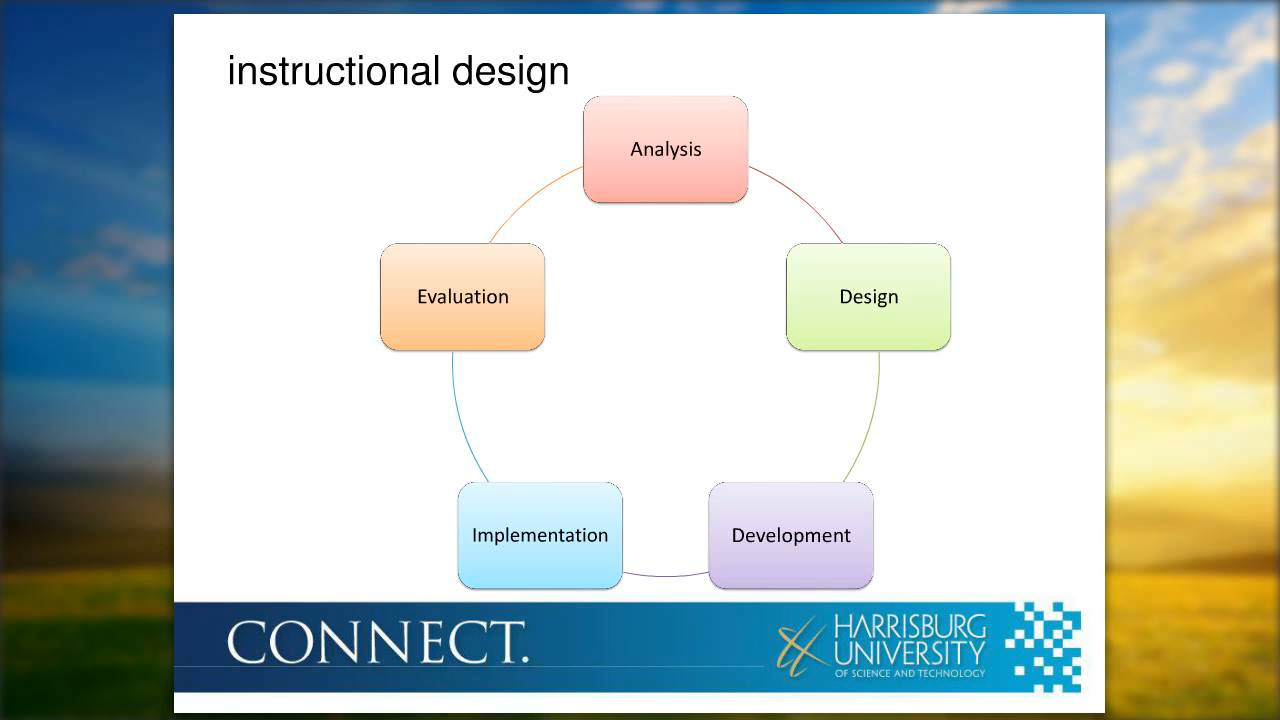 instructional design
Analysis
Evaluation
Design
Implementation
Development
CONNECT.
HARRISBURG
UNIVERSITY
OF SCIENCE AND TECHNOLOGY